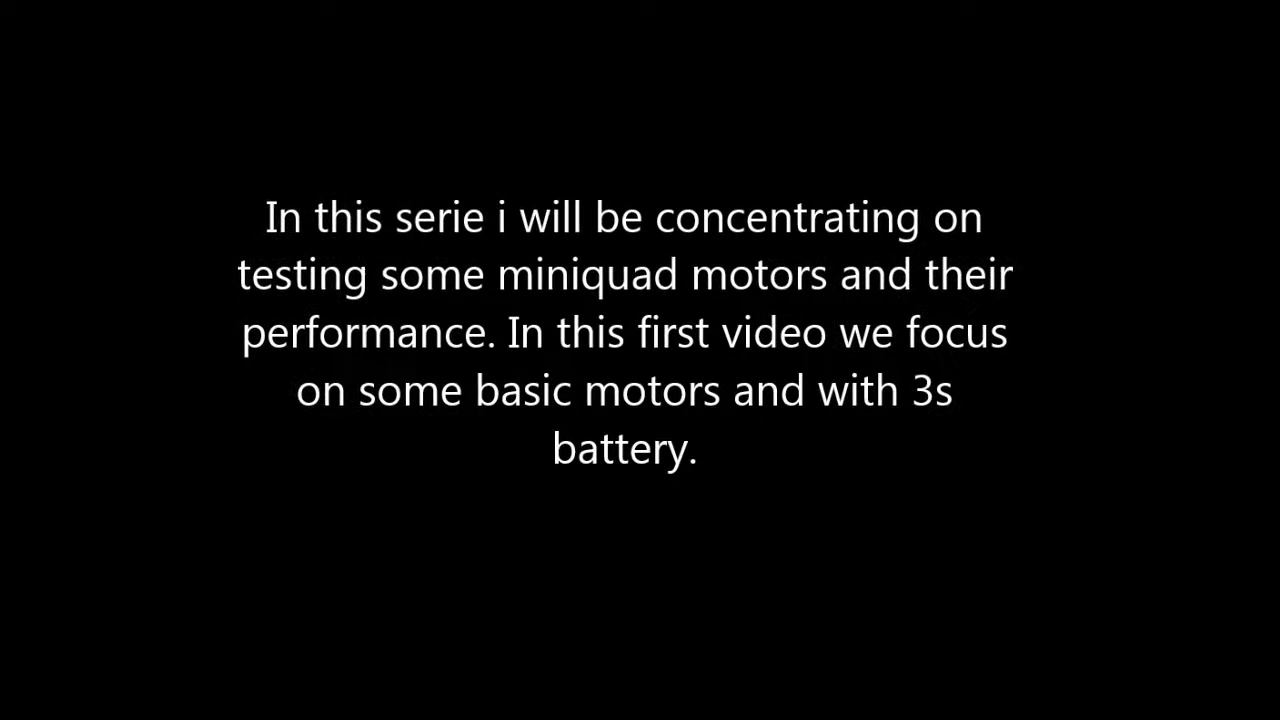 In this serie i will be concentrating on
testing some miniquad motors and their
performance. In this first video we focus
on some basic motors and with 3s
battery.